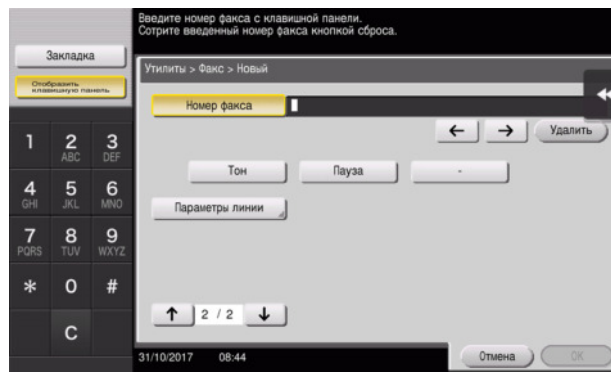 Введите номер факса с клавишной панели.
Сотрите введенный номер факса кнопкой сброса.
Закладка
Отобразить
клавишную панель
Утилиты > Факс > Новый
Номер факса
← → Удалить
1 2 3
ABC DEF
Тон Пауза -
4 5 6
GHI JKL MNO
Параметры линии
7 8 9
PQRS TUV WXYZ
* 0 #
↑ 2 / 2 ↓
C
31/10/2017 08:44
Отмена OK